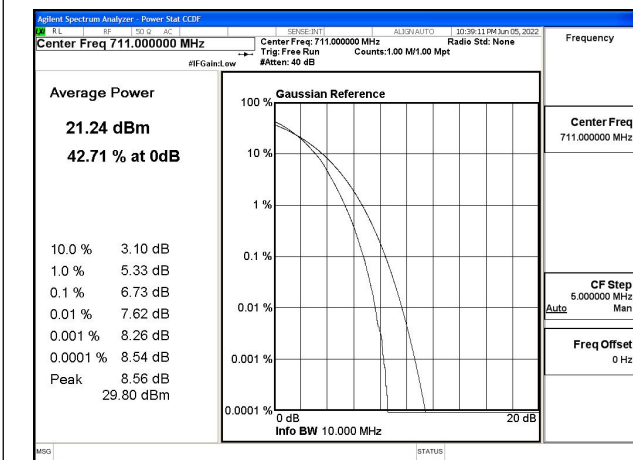 Agilent Spectrum Analyzer - Power Stat CCDF
RL RF 50 Ω AC SENSE:INT ALIGN AUTO 10:39:11 PM Jun 05, 2022
Center Freq 711.000000 MHz
Center Freq: 711.000000 MHz Radio Std: None
Trig: Free Run Counts:1.00 M/1.00 Mpt
#IFGain:Low #Atten: 40 dB
Frequency
Average Power
21.24 dBm
42.71 % at 0dB
10.0 % 3.10 dB
1.0 % 5.33 dB
0.1 % 6.73 dB
0.01 % 7.62 dB
0.001 % 8.26 dB
0.0001 % 8.54 dB
Peak 8.56 dB
29.80 dBm
Gaussian Reference
100 %
10 %
1 %
0.1 %
0.01 %
0.001 %
0.0001 %
0 dB 20 dB
Info BW 10.000 MHz
Center Freq
711.000000 MHz
CF Step
5.000000 MHz
Auto Man
Freq Offset
0 Hz
MSG STATUS